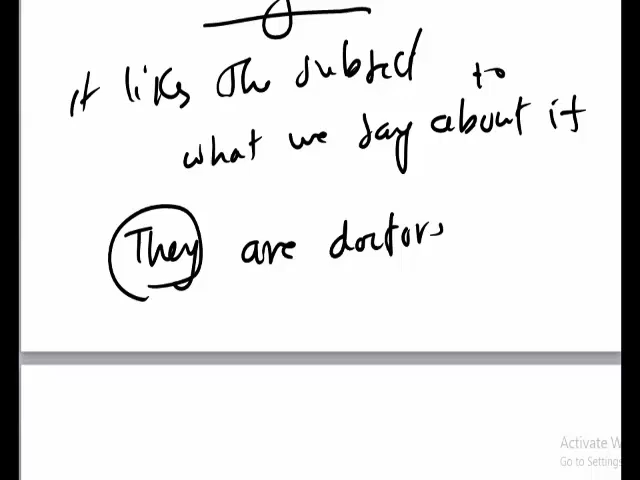 it links the subject to
what we say about it
They are doctors
Activate W
Go to Settings